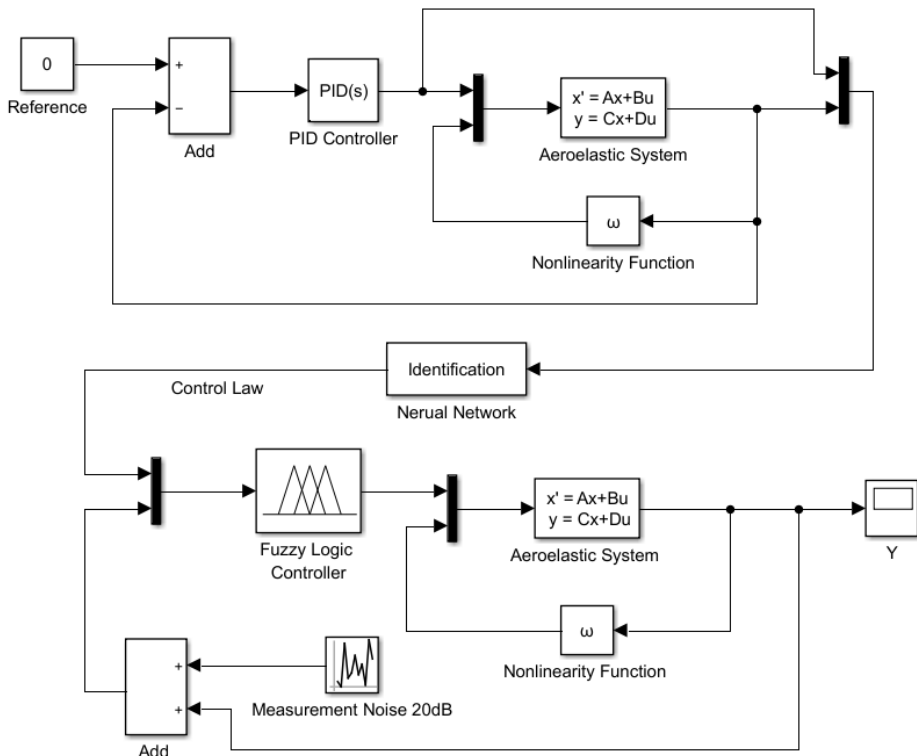 0
Reference
+
−
Add
PID(s)
PID Controller
x' = Ax+Bu
y = Cx+Du
Aeroelastic System
ω
Nonlinearity Function
Identification
Nerual Network
Control Law
Fuzzy Logic
Controller
x' = Ax+Bu
y = Cx+Du
Aeroelastic System
Y
ω
Nonlinearity Function
+
+
Add
Measurement Noise 20dB